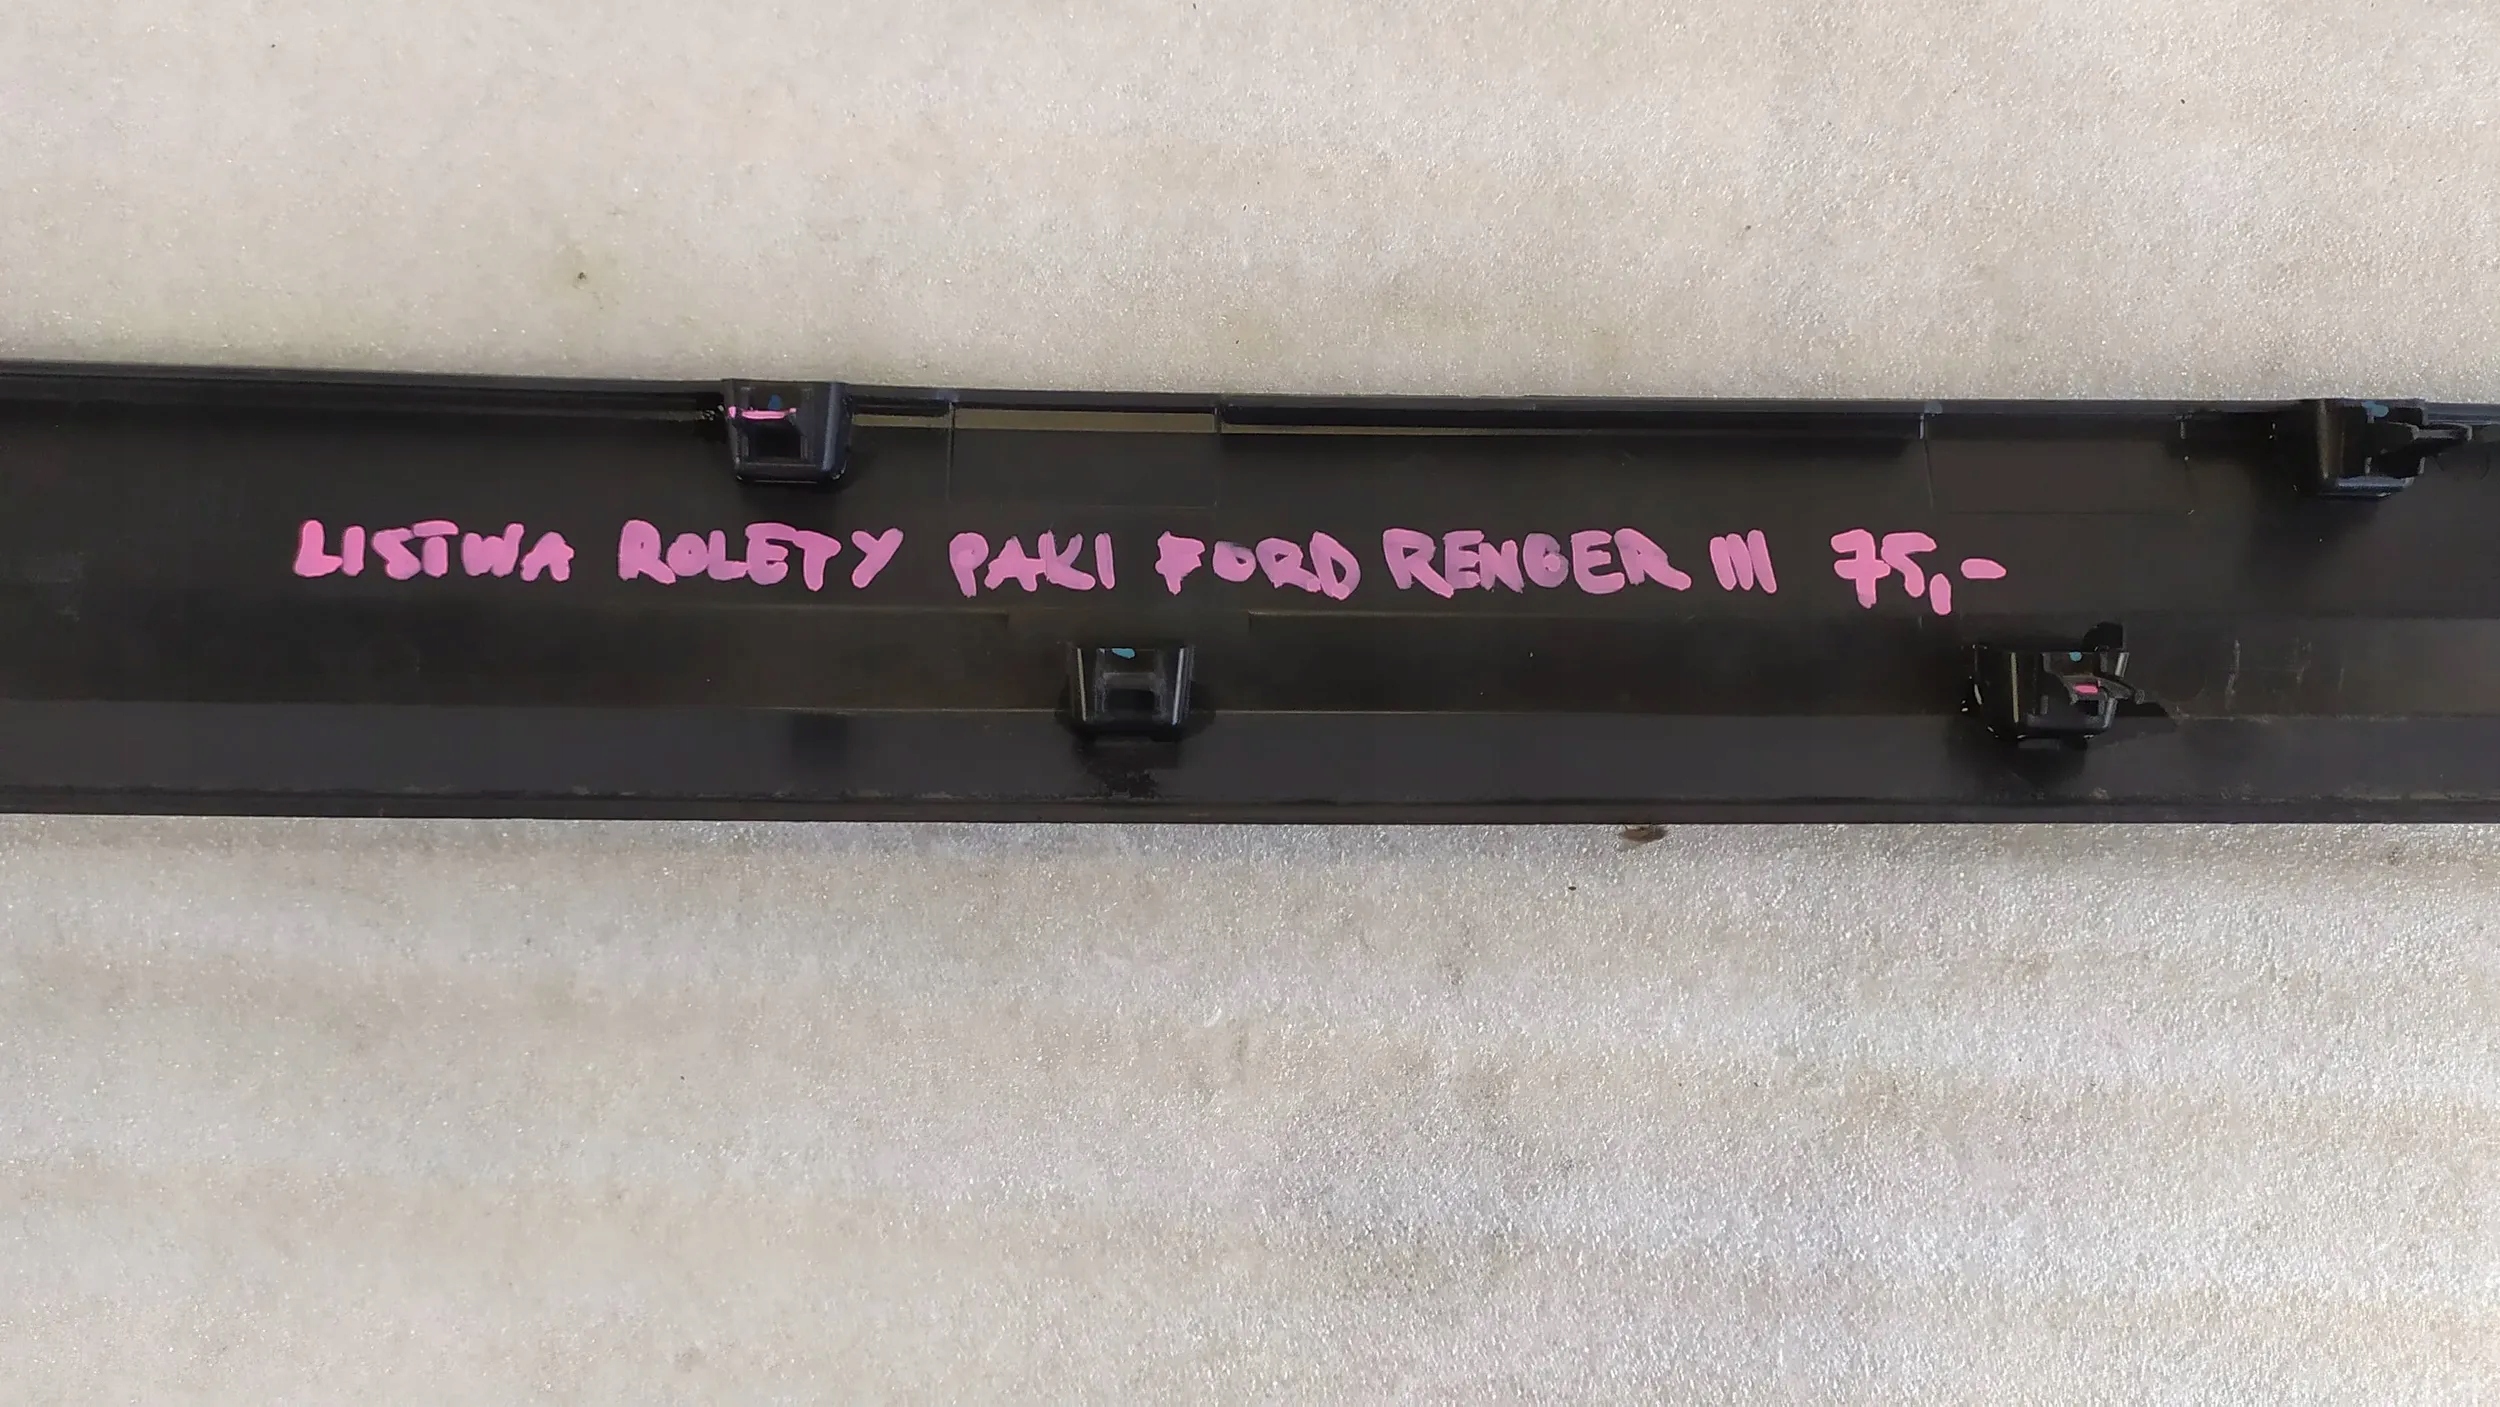 LISTWA ROLETY PAKI FORD RENGER III 75,-